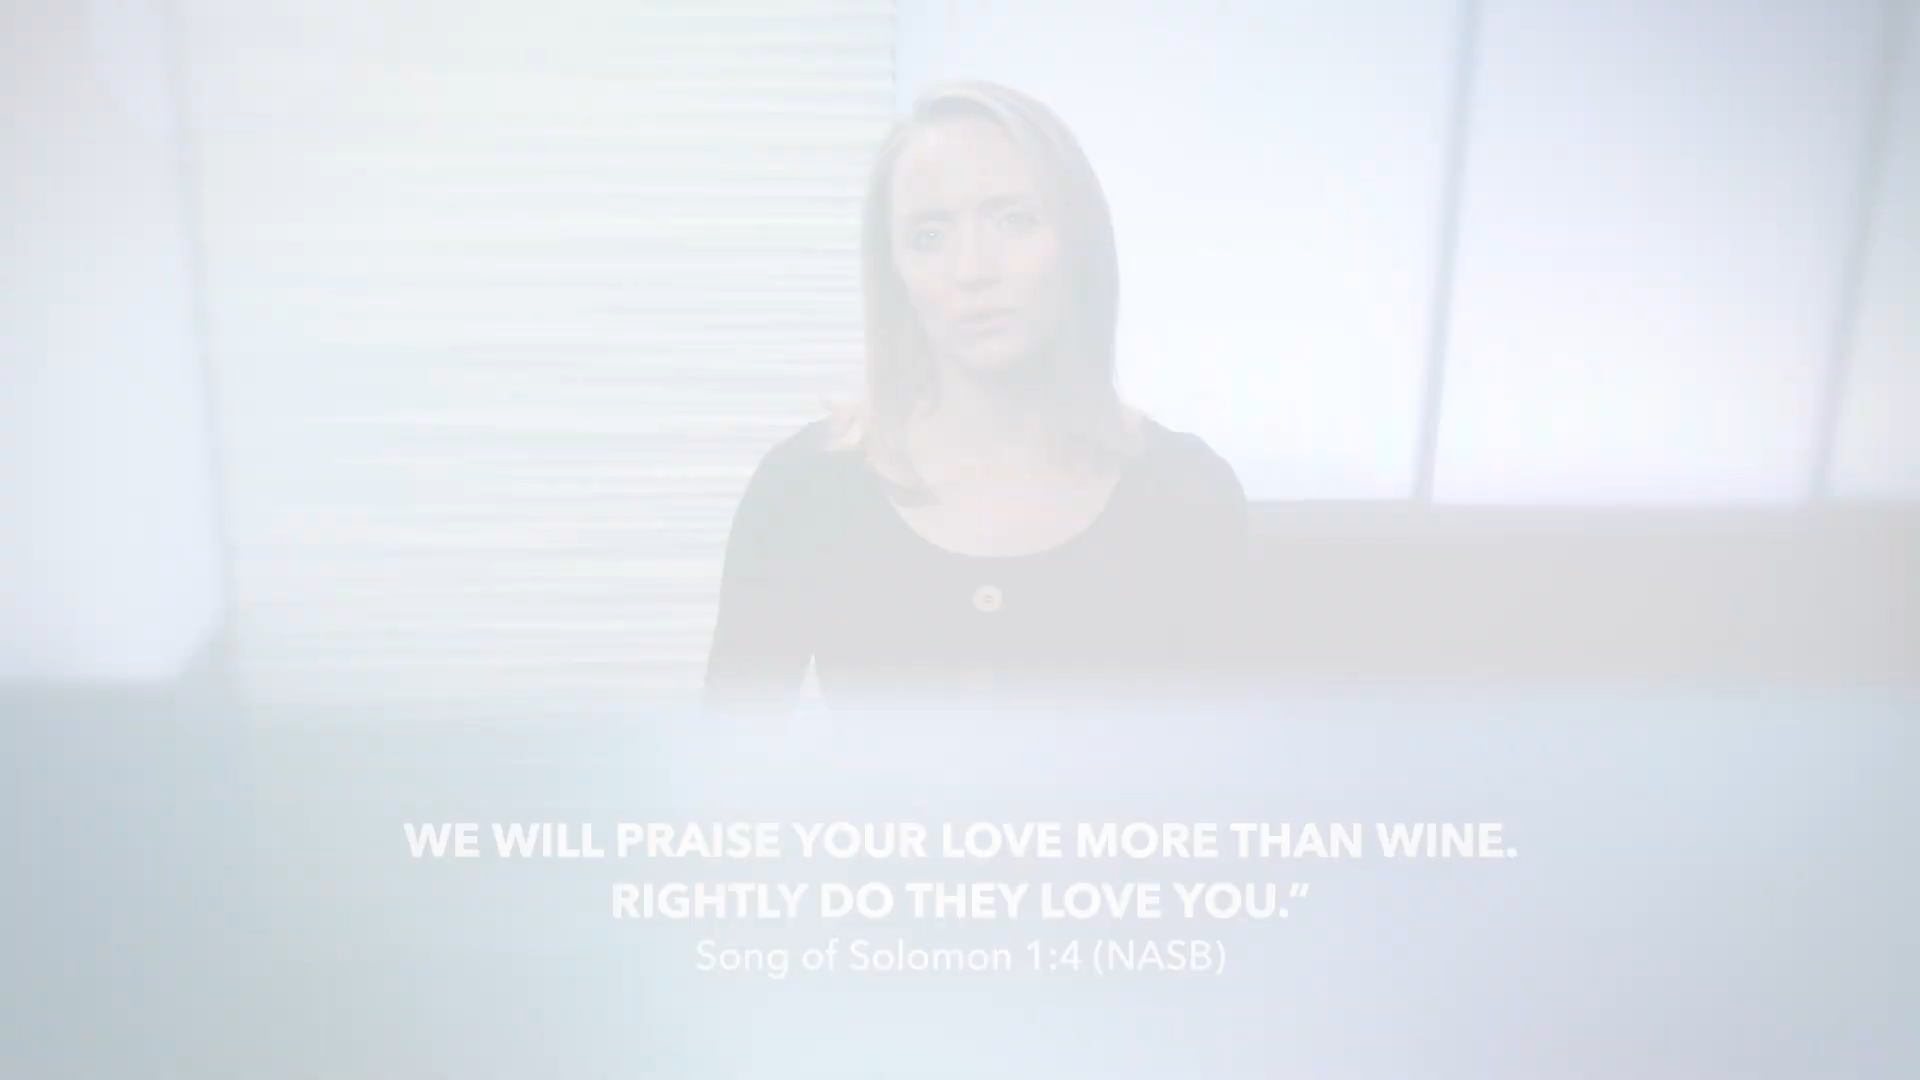 WE WILL PRAISE YOUR LOVE MORE THAN WINE.
RIGHTLY DO THEY LOVE YOU.”
Song of Solomon 1:4 (NASB)